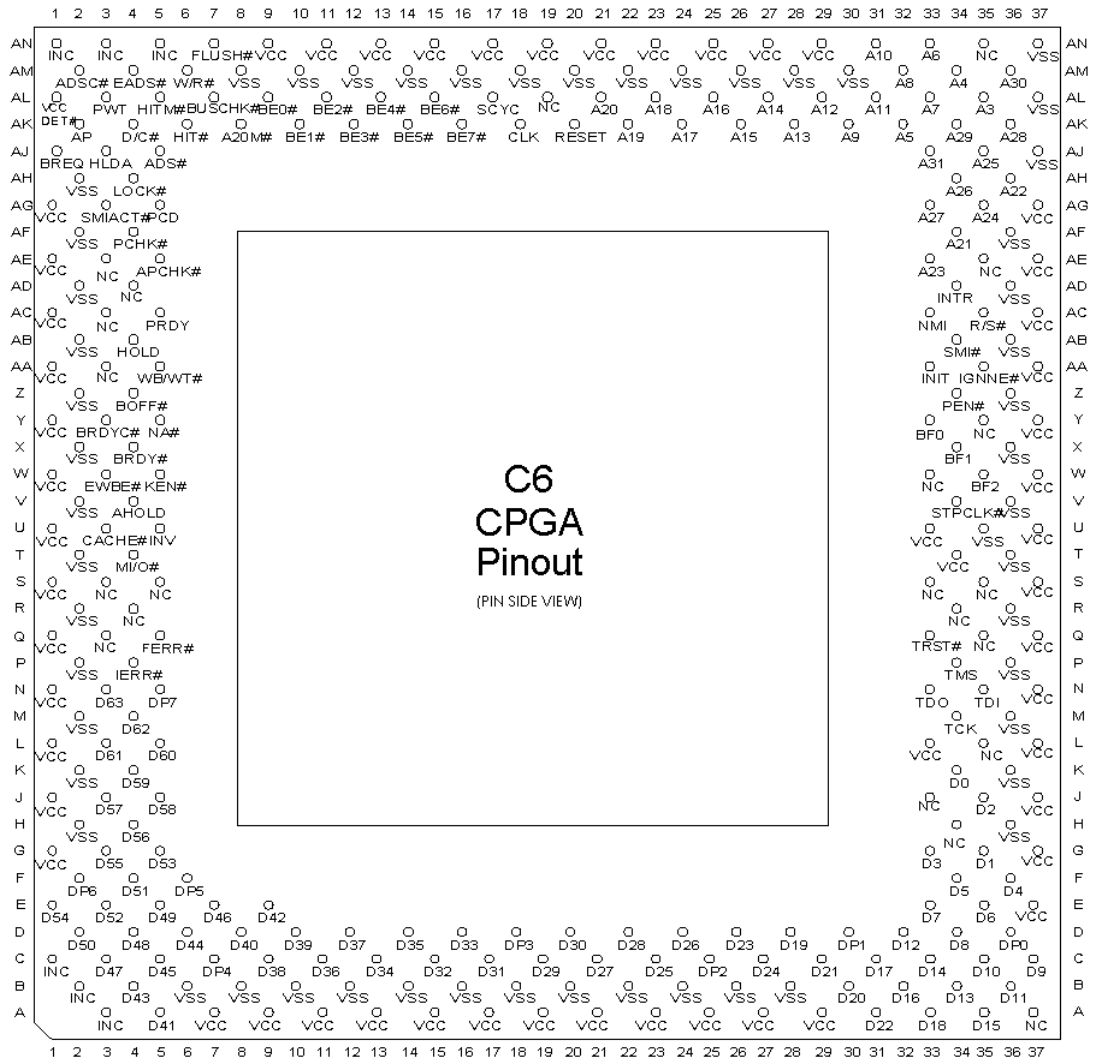 1 2 3 4 5 6 7 8 9 10 11 12 13 14 15 16 17 18 19 20 21 22 23 24 25 26 27 28 29 30 31 32 33 34 35 36 37
AN INC INC INC FLUSH# VCC VCC VCC VCC VCC VCC VCC VCC VCC VCC VCC A10 A6 NC VSS AN
AM ADSC# EADS# W/R# VSS VSS VSS VSS VSS VSS VSS VSS VSS VSS VSS VSS A8 A4 A30 AM
AL VCC DET# PWT HITM# BUSCHK# BE0# BE2# BE4# BE6# SCYC NC A20 A18 A16 A14 A12 A11 A7 A3 VSS AL
AK AP D/C# HIT# A20M# BE1# BE3# BE5# BE7# CLK RESET A19 A17 A15 A13 A9 A5 A29 A28 AK
AJ BREQ HLDA ADS# A31 A25 VSS AJ
AH VSS LOCK# A26 A22 AH
AG VCC SMIACT# PCD A27 A24 VCC AG
AF VSS PCHK# A21 VSS AF
AE VCC NC APCHK# A23 NC VCC AE
AD VSS NC INTR VSS AD
AC VCC NC PRDY NMI R/S# VCC AC
AB VSS HOLD SMI# VSS AB
AA VCC NC WB/WT# INIT IGNNE# VCC AA
Z VSS BOFF# PEN# VSS Z
Y VCC BRDYC# NA# BF0 NC VCC Y
X VSS BRDY# BF1 VSS X
W VCC EWBE# KEN# NC BF2 VCC W
V VSS AHOLD STPCLK# VSS V
U VCC CACHE# INV VCC VSS VCC U
T VSS MI/O# VCC VSS T
S VCC NC NC NC NC VCC S
R VSS NC NC VSS R
Q VCC NC FERR# TRST# NC VCC Q
P VSS IERR# TMS VSS P
N VCC D63 DP7 TDO TDI VCC N
M VSS D62 TCK VSS M
L VCC D61 D60 VCC NC VCC L
K VSS D59 D0 VSS K
J VCC D57 D58 NC D2 VCC J
H VSS D56 NC VSS H
G VCC D55 D53 D3 D1 VCC G
F DP6 D51 DP5 D5 D4 F
E D54 D52 D49 D46 D42 D7 D6 VCC E
D D50 D48 D44 D40 D39 D37 D35 D33 DP3 D30 D28 D26 D23 D19 DP1 D12 D8 DP0 D
C INC D47 D45 DP4 D38 D36 D34 D32 D31 D29 D27 D25 DP2 D24 D21 D17 D14 D10 D9 C
B INC D43 VSS VSS VSS VSS VSS VSS VSS VSS VSS VSS VSS VSS D20 D16 D13 D11 B
A INC D41 VCC VCC VCC VCC VCC VCC VCC VCC VCC VCC VCC VCC D22 D18 D15 NC A
1 2 3 4 5 6 7 8 9 10 11 12 13 14 15 16 17 18 19 20 21 22 23 24 25 26 27 28 29 30 31 32 33 34 35 36 37
C6
CPGA
Pinout
(PIN SIDE VIEW)